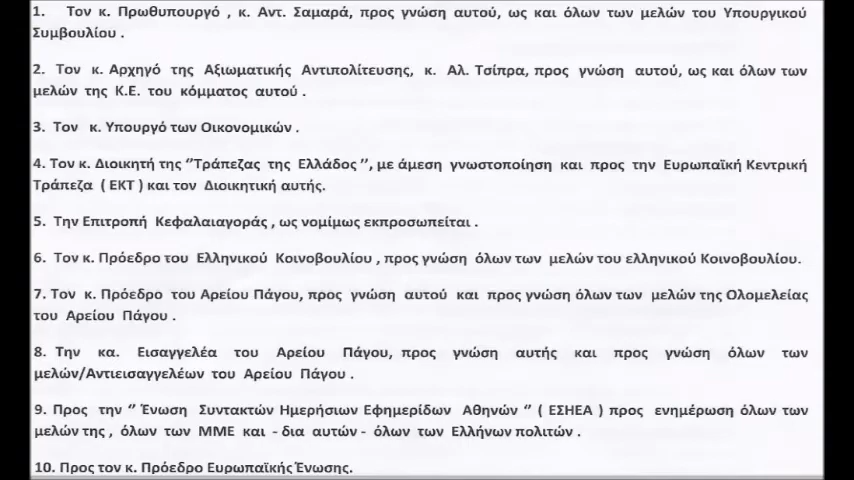 1. Τον κ. Πρωθυπουργό , κ. Αντ. Σαμαρά, προς γνώση αυτού, ως και όλων των μελών του Υπουργικού
Συμβουλίου .
2. Τον κ. Αρχηγό της Αξιωματικής Αντιπολίτευσης, κ. Αλ. Τσίπρα, προς γνώση αυτού, ως και όλων των
μελών της Κ.Ε. του κόμματος αυτού .
3. Τον κ. Υπουργό των Οικονομικών .
4. Τον κ. Διοικητή της ‘’Τράπεζας της Ελλάδος ‘’, με άμεση γνωστοποίηση και προς την Ευρωπαϊκή Κεντρική
Τράπεζα ( ΕΚΤ ) και τον Διοικητική αυτής.
5. Την Επιτροπή Κεφαλαιαγοράς , ως νομίμως εκπροσωπείται .
6. Τον κ. Πρόεδρο του Ελληνικού Κοινοβουλίου , προς γνώση όλων των μελών του ελληνικού Κοινοβουλίου.
7. Τον κ. Πρόεδρο του Αρείου Πάγου, προς γνώση αυτού και προς γνώση όλων των μελών της Ολομελείας
του Αρείου Πάγου .
8. Την κα. Εισαγγελέα του Αρείου Πάγου, προς γνώση αυτής και προς γνώση όλων των
μελών/Αντιεισαγγελέων του Αρείου Πάγου .
9. Προς την ‘’ Ένωση Συντακτών Ημερήσιων Εφημερίδων Αθηνών ‘’ ( ΕΣΗΕΑ ) προς ενημέρωση όλων των
μελών της , όλων των ΜΜΕ και - δια αυτών - όλων των Ελλήνων πολιτών .
10. Προς τον κ. Πρόεδρο Ευρωπαϊκής Ένωσης.